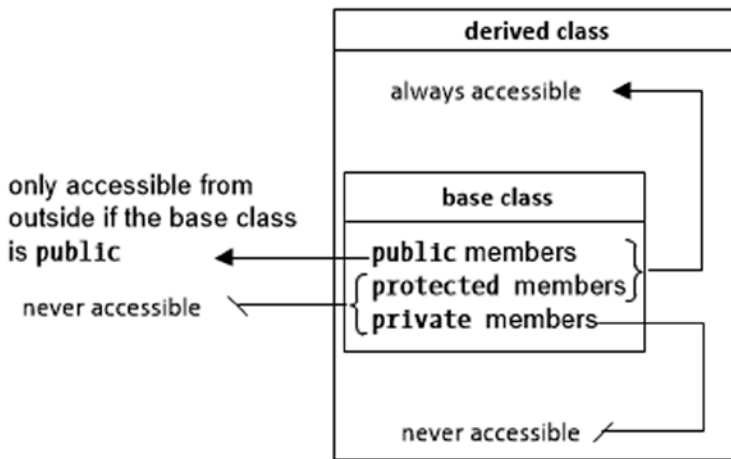 derived class
always accessible
only accessible from
outside if the base class
is public
base class
public members
protected members
private members
never accessible
never accessible